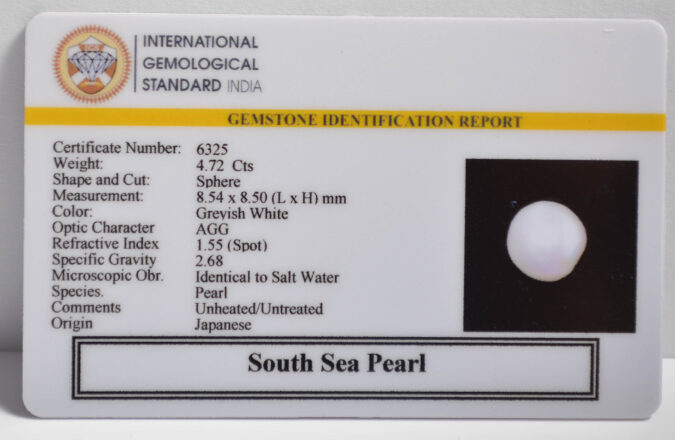 INTERNATIONAL
GEMOLOGICAL
STANDARD INDIA
GEMSTONE IDENTIFICATION REPORT
Certificate Number: 6325
Weight: 4.72 Cts
Shape and Cut: Sphere
Measurement: 8.54 x 8.50 (L x H) mm
Color: Greyish White
Optic Character AGG
Refractive Index 1.55 (Spot)
Specific Gravity 2.68
Microscopic Obr. Identical to Salt Water
Species. Pearl
Comments Unheated/Untreated
Origin Japanese
South Sea Pearl